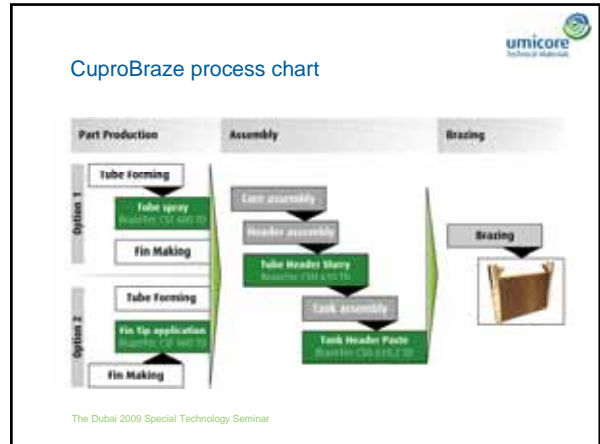 umicore
CuproBraze process chart
Part Production
Assembly
Brazing
Option 1
Tube Forming
Tube spray
Fin Making
Option 2
Tube Forming
Fin Tip application
Fin Making
Core assembly
Header assembly
Tube Header Slurry
Tank assembly
Tank Header Paste
Brazing
The Dubai 2009 Special Technology Seminar